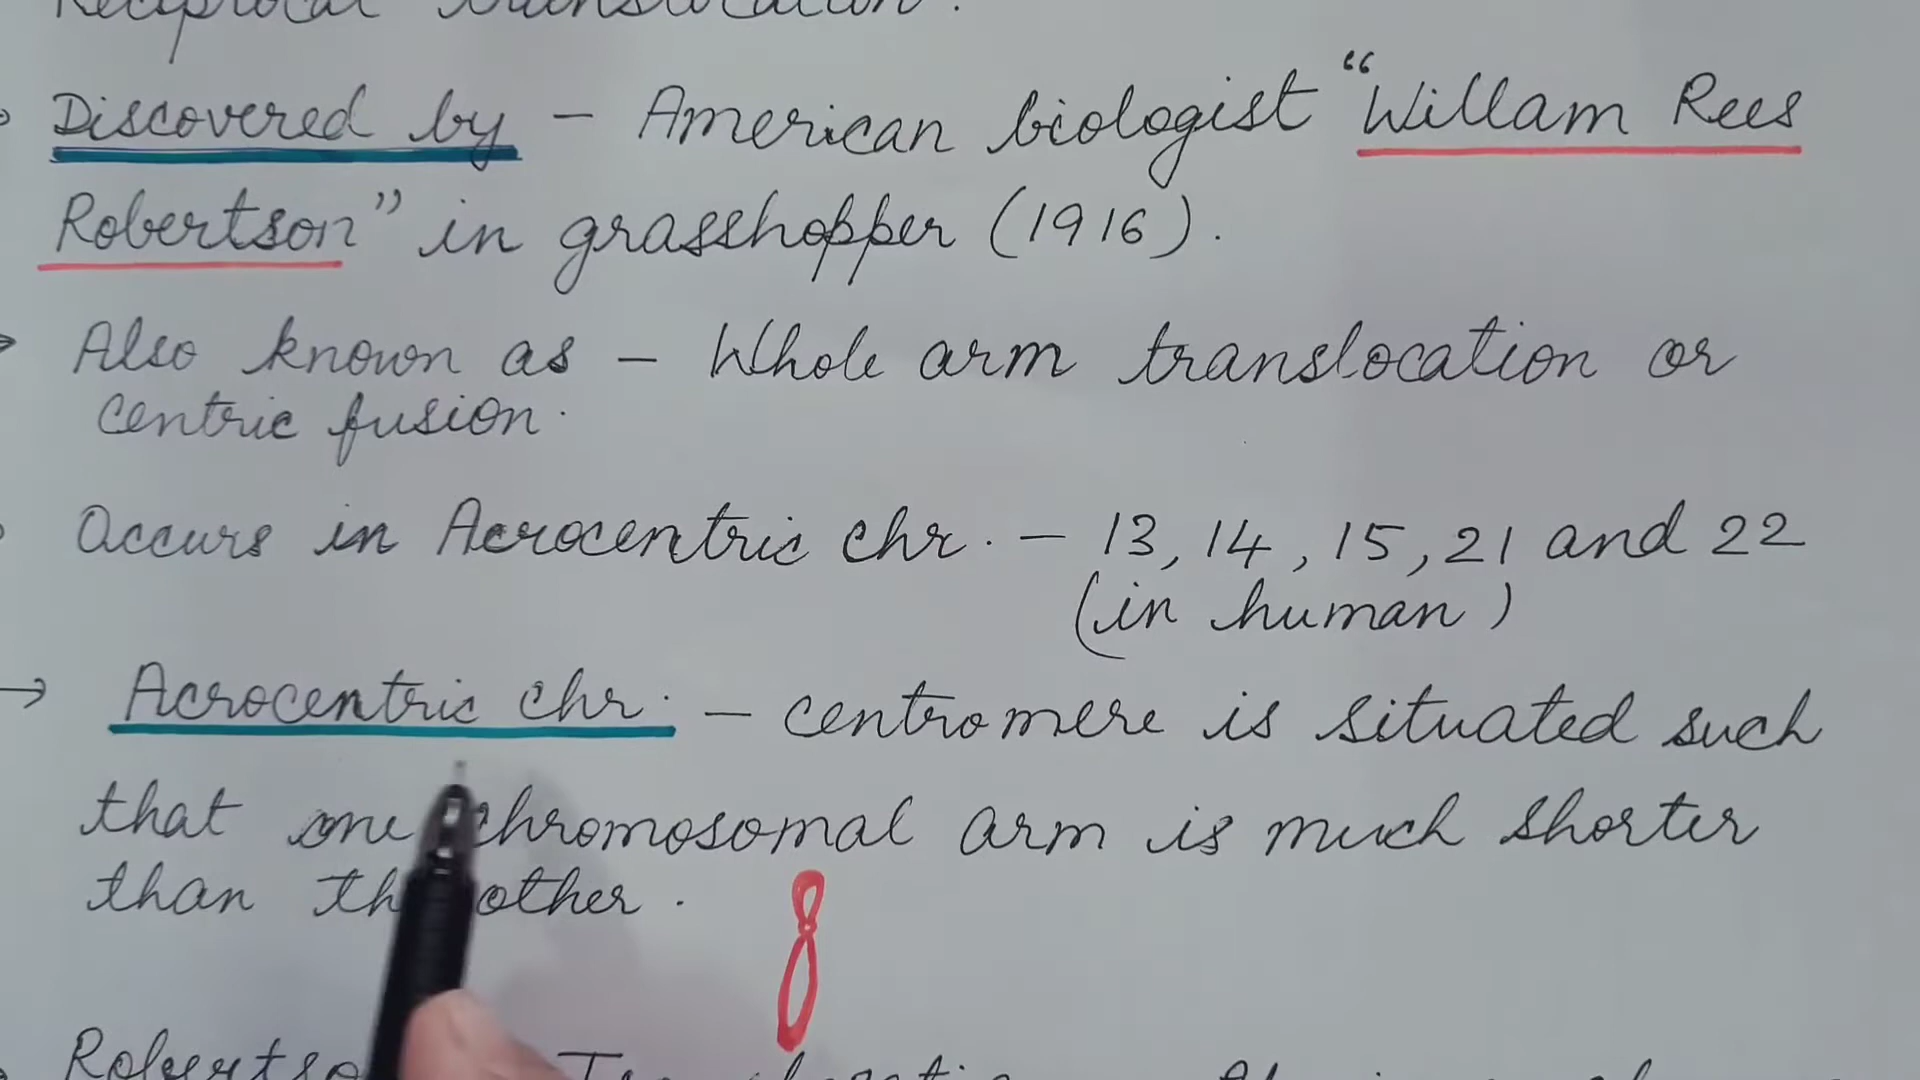 Reciprocal translocation.
Discovered by - American biologist "Willam Rees
Robertson" in grasshopper (1916).
Also known as - Whole arm translocation or
centric fusion.
Occurs in Acrocentric chr. - 13, 14, 15, 21 and 22
(in human)
→ Acrocentric chr. - centromere is situated such
that one chromosomal arm is much shorter
than the other.